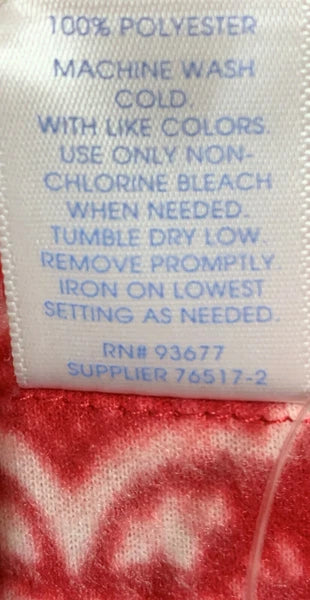 100% POLYESTER
MACHINE WASH
COLD.
WITH LIKE COLORS.
USE ONLY NON-
CHLORINE BLEACH
WHEN NEEDED.
TUMBLE DRY LOW.
REMOVE PROMPTLY.
IRON ON LOWEST
SETTING AS NEEDED.
RN# 93677
SUPPLIER 76517-2